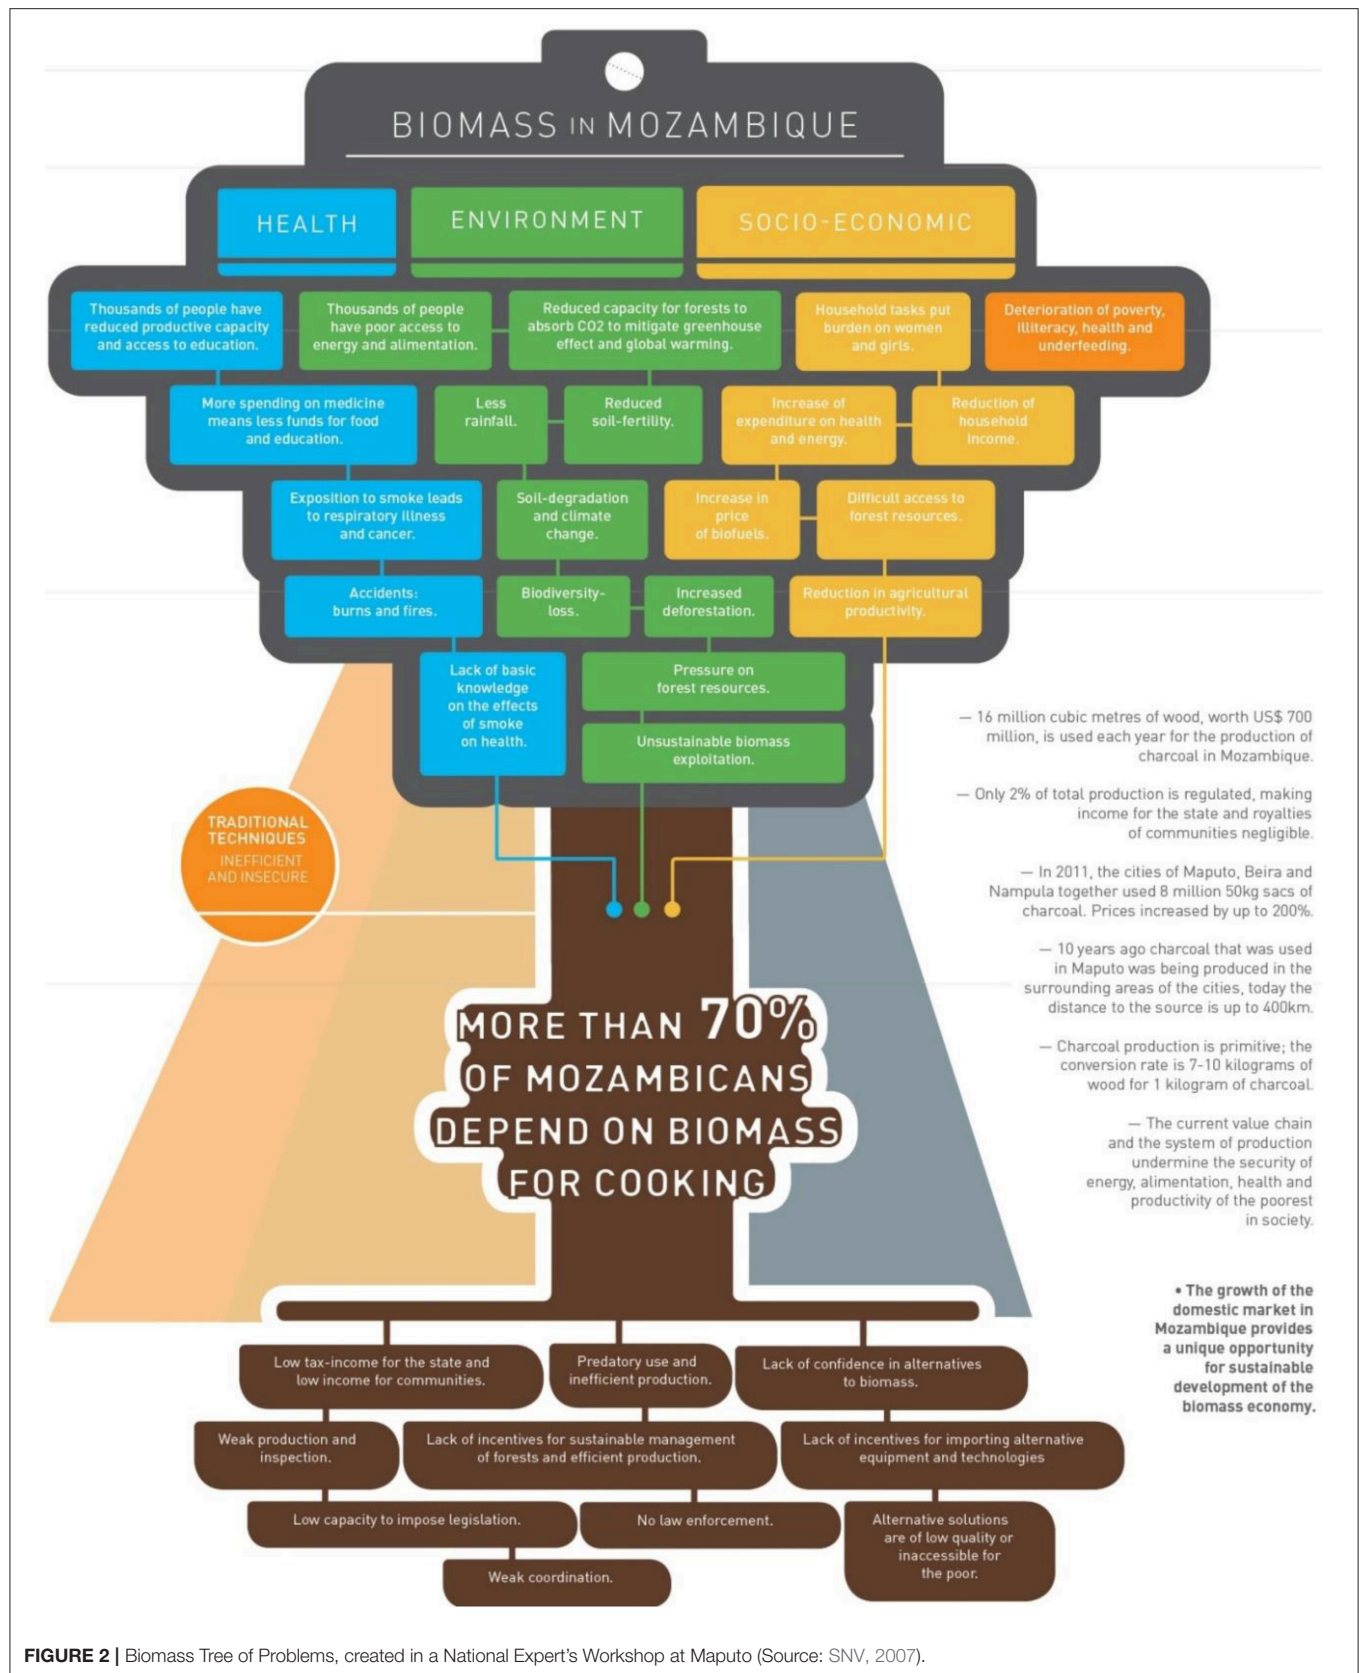 BIOMASS IN MOZAMBIQUE
HEALTH
ENVIRONMENT
SOCIO-ECONOMIC
Thousands of people have
reduced productive capacity
and access to education.
Thousands of people
have poor access to
energy and alimentation.
Reduced capacity for forests to
absorb CO2 to mitigate greenhouse
effect and global warming.
Household tasks put
burden on women
and girls.
Deterioration of poverty,
illiteracy, health and
underfeeding.
More spending on medicine
means less funds for food
and education.
Less
rainfall.
Reduced
soil-fertility.
Increase of
expenditure on health
and energy.
Reduction of
household
income.
Exposition to smoke leads
to respiratory illness
and cancer.
Soil-degradation
and climate
change.
Increase in
price
of biofuels.
Difficult access to
forest resources.
Accidents:
burns and fires.
Biodiversity-
loss.
Increased
deforestation.
Reduction in agricultural
productivity.
Lack of basic
knowledge
on the effects
of smoke
on health.
Pressure on
forest resources.
Unsustainable biomass
exploitation.
TRADITIONAL
TECHNIQUES
INEFFICIENT
AND INSECURE
— 16 million cubic metres of wood, worth US$ 700
million, is used each year for the production of
charcoal in Mozambique.
— Only 2% of total production is regulated, making
income for the state and royalties
of communities negligible.
— In 2011, the cities of Maputo, Beira and
Nampula together used 8 million 50kg sacs of
charcoal. Prices increased by up to 200%.
— 10 years ago charcoal that was used
in Maputo was being produced in the
surrounding areas of the cities, today the
distance to the source is up to 400km.
— Charcoal production is primitive; the
conversion rate is 7-10 kilograms of
wood for 1 kilogram of charcoal.
— The current value chain
and the system of production
undermine the security of
energy, alimentation, health and
productivity of the poorest
in society.
• The growth of the
domestic market in
Mozambique provides
a unique opportunity
for sustainable
development of the
biomass economy.
MORE THAN 70%
OF MOZAMBICANS
DEPEND ON BIOMASS
FOR COOKING
Low tax-income for the state and
low income for communities.
Predatory use and
inefficient production.
Lack of confidence in alternatives
to biomass.
Weak production and
inspection.
Lack of incentives for sustainable management
of forests and efficient production.
Lack of incentives for importing alternative
equipment and technologies
Low capacity to impose legislation.
No law enforcement.
Alternative solutions
are of low quality or
inaccessible for
the poor.
Weak coordination.
FIGURE 2 | Biomass Tree of Problems, created in a National Expert's Workshop at Maputo (Source: SNV, 2007).